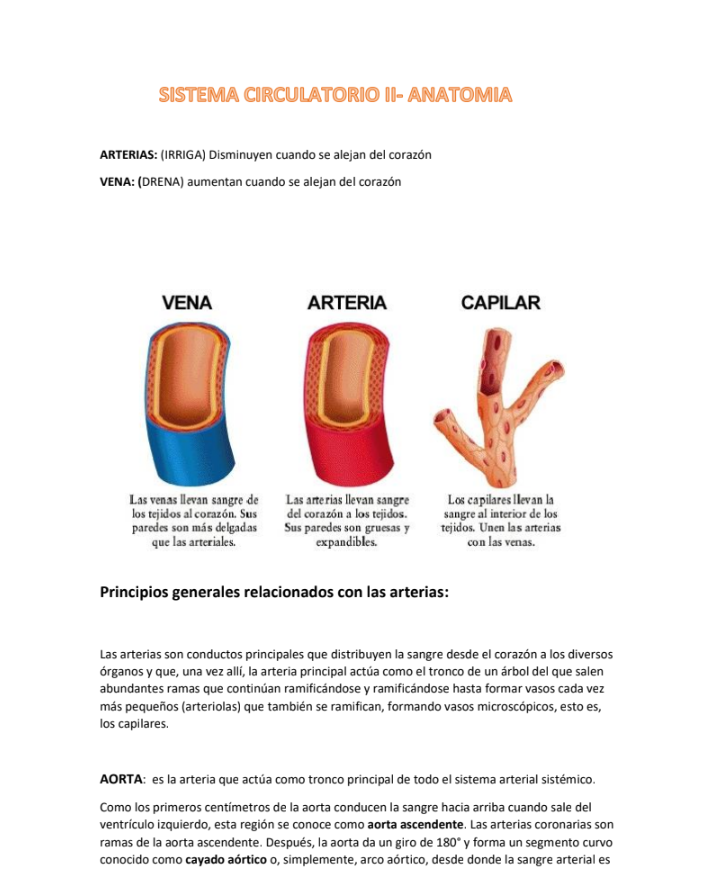 SISTEMA CIRCULATORIO II- ANATOMIA
ARTERIAS: (IRRIGA) Disminuyen cuando se alejan del corazón
VENA: (DRENA) aumentan cuando se alejan del corazón
VENA
Las venas llevan sangre de
los tejidos al corazón. Sus
paredes son más delgadas
que las arteriales.
ARTERIA
Las arterias llevan sangre
del corazón a los tejidos.
Sus paredes son gruesas y
expandibles.
CAPILAR
Los capilares llevan la
sangre al interior de los
tejidos. Unen las arterias
con las venas.
Principios generales relacionados con las arterias:
Las arterias son conductos principales que distribuyen la sangre desde el corazón a los diversos
órganos y que, una vez allí, la arteria principal actúa como el tronco de un árbol del que salen
abundantes ramas que continúan ramificándose y ramificándose hasta formar vasos cada vez
más pequeños (arteriolas) que también se ramifican, formando vasos microscópicos, esto es,
los capilares.
AORTA: es la arteria que actúa como tronco principal de todo el sistema arterial sistémico.
Como los primeros centímetros de la aorta conducen la sangre hacia arriba cuando sale del
ventrículo izquierdo, esta región se conoce como aorta ascendente. Las arterias coronarias son
ramas de la aorta ascendente. Después, la aorta da un giro de 180° y forma un segmento curvo
conocido como cayado aórtico o, simplemente, arco aórtico, desde donde la sangre arterial es